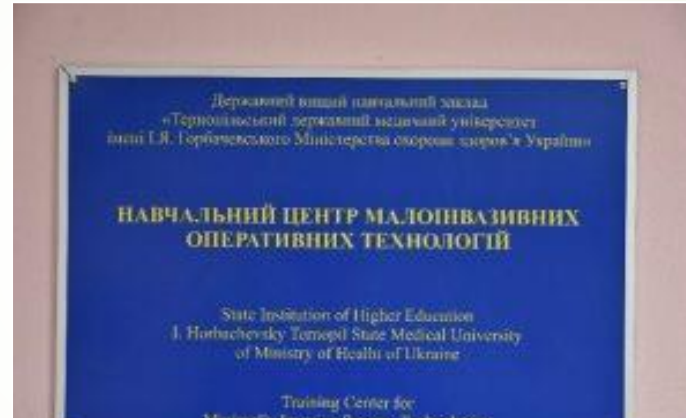 Державний вищий навчальний заклад
«Тернопільський державний медичний університет
імені І.Я. Горбачевського Міністерства охорони здоров'я України»
НАВЧАЛЬНИЙ ЦЕНТР МАЛОІНВАЗИВНИХ
ОПЕРАТИВНИХ ТЕХНОЛОГІЙ
State Institution of Higher Education
I. Horbachevsky Ternopil State Medical University
of Ministry of Health of Ukraine
Training Center for